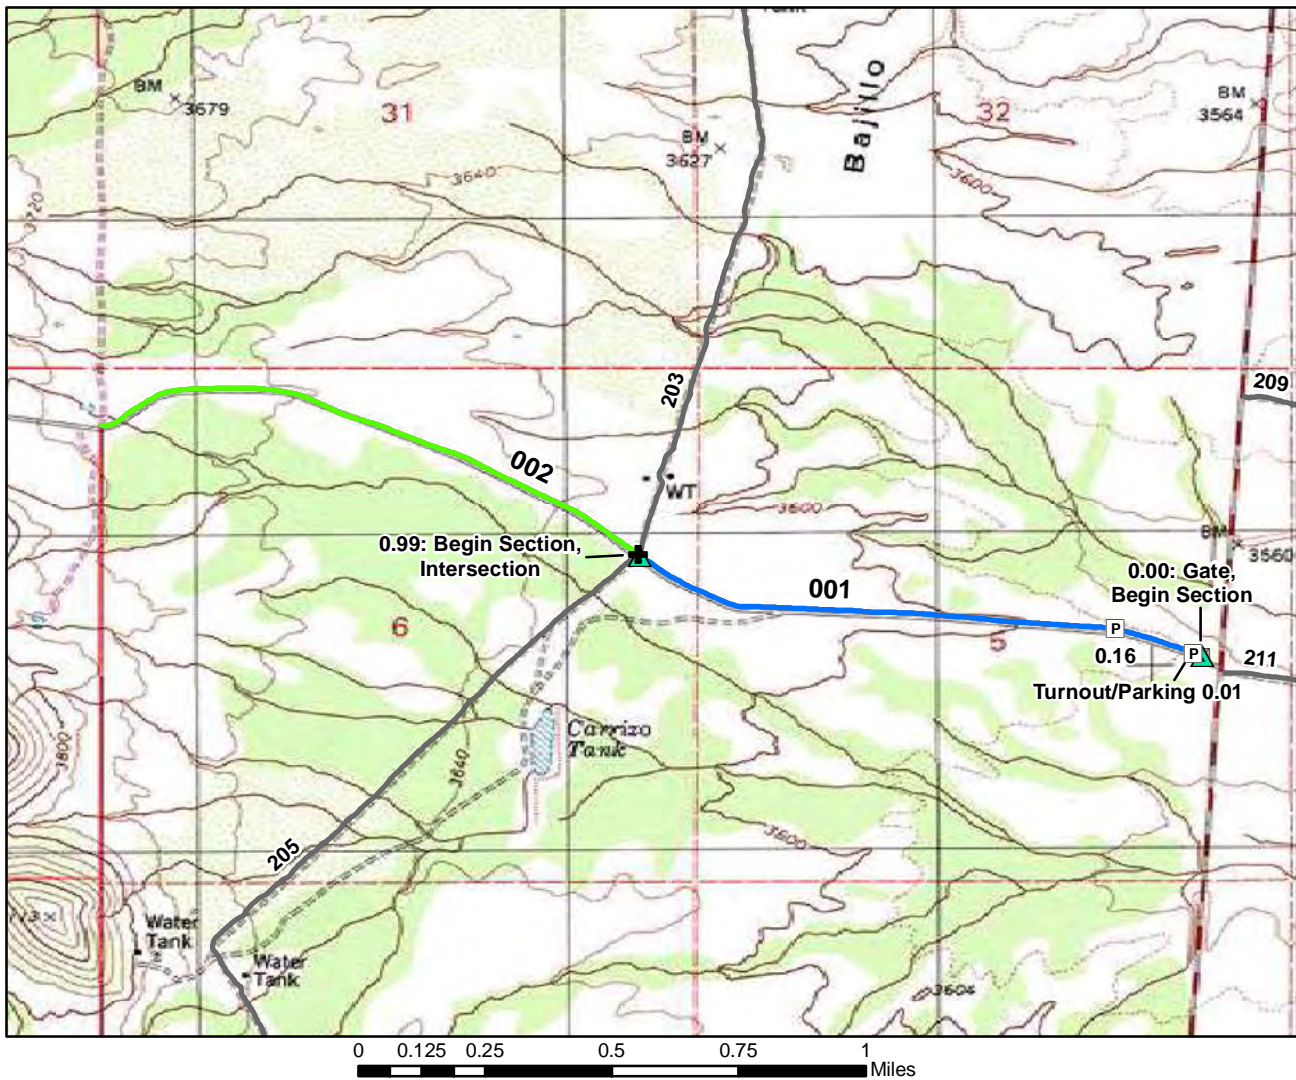 BM
3679
31
BM
3627
Bajillo
32
BM
3564
3720
3640
3600
203
209
002
WT
3600
BM
3560
0.99: Begin Section,
Intersection
001
0.00: Gate,
Begin Section
6
5
P
P
0.16
211
Turnout/Parking 0.01
Carrizo
Tank
1800
3640
3600
205
Water
Tank
Water
Tank
3604
0 0.125 0.25 0.5 0.75 1
Miles